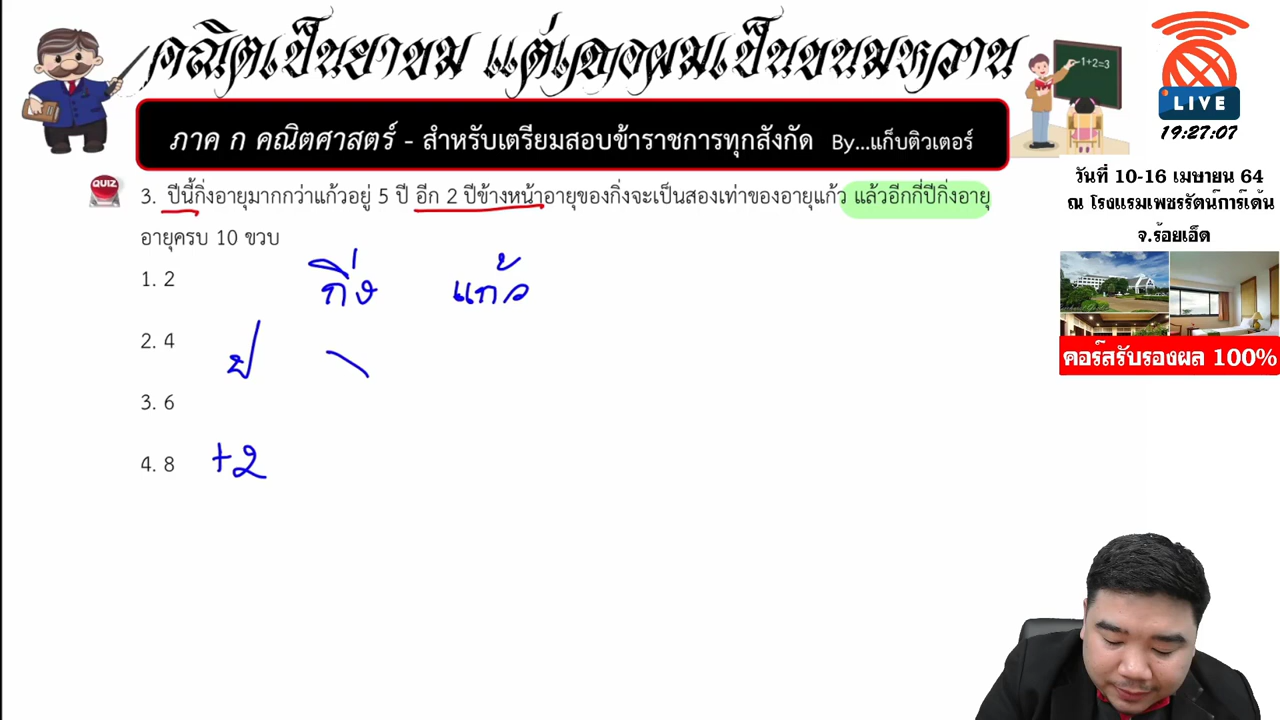 คณิตเป็นยาขม แต่เจอผมเป็นขนมหวาน
1+2=3
LIVE
19:27:07
ภาค ก คณิตศาสตร์ - สำหรับเตรียมสอบข้าราชการทุกสังกัด By...แก็บติวเตอร์
วันที่ 10-16 เมษายน 64
ณ โรงแรมเพชรรัตน์การ์เด้น
จ.ร้อยเอ็ด
คอร์สรับรองผล 100%
QUIZ
3. ปีนี้กิ่งอายุมากกว่าแก้วอยู่ 5 ปี อีก 2 ปีข้างหน้าอายุของกิ่งจะเป็นสองเท่าของอายุแก้ว แล้วอีกกี่ปีกิ่งอายุ
อายุครบ 10 ขวบ
1. 2
กิ่ง แก้ว
2. 4
ป
3. 6
4. 8 +2